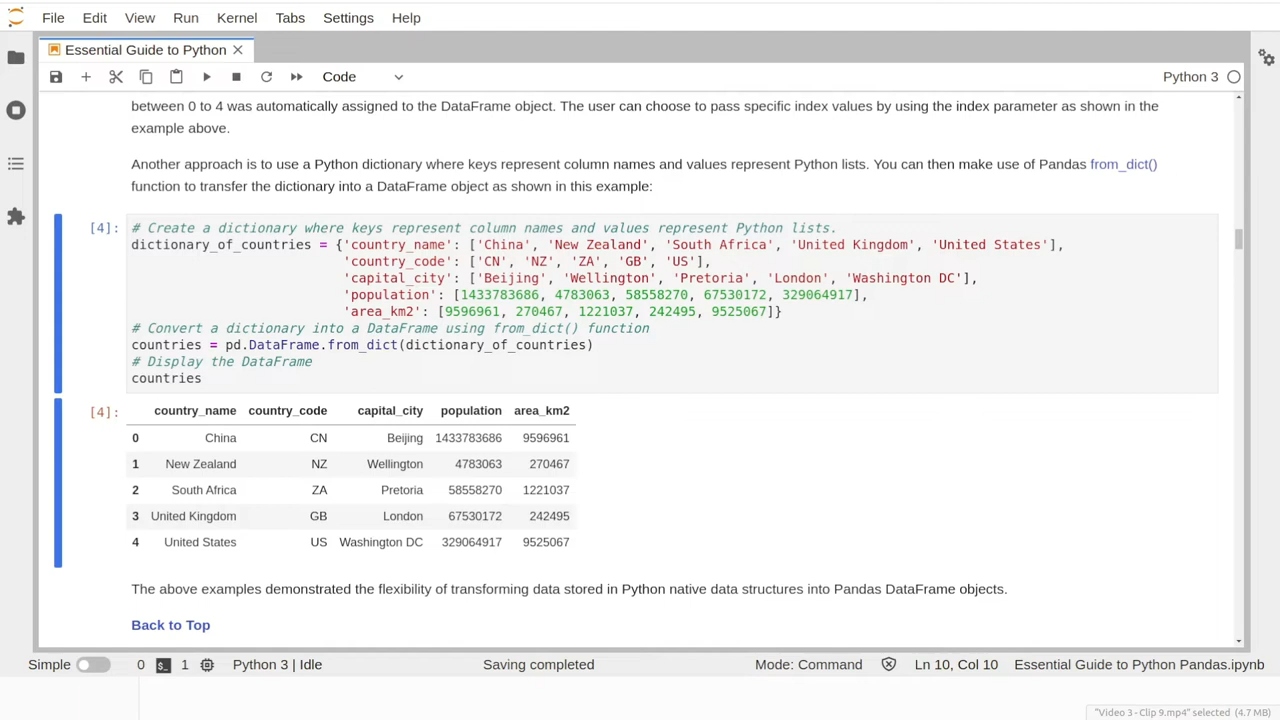 File Edit View Run Kernel Tabs Settings Help
Essential Guide to Python
Code
Python 3
between 0 to 4 was automatically assigned to the DataFrame object. The user can choose to pass specific index values by using the index parameter as shown in the
example above.
Another approach is to use a Python dictionary where keys represent column names and values represent Python lists. You can then make use of Pandas from_dict()
function to transfer the dictionary into a DataFrame object as shown in this example:
[4]: # Create a dictionary where keys represent column names and values represent Python lists.
dictionary_of_countries = {'country_name': ['China', 'New Zealand', 'South Africa', 'United Kingdom', 'United States'],
'country_code': ['CN', 'NZ', 'ZA', 'GB', 'US'],
'capital_city': ['Beijing', 'Wellington', 'Pretoria', 'London', 'Washington DC'],
'population': [1433783686, 4783063, 58558270, 67530172, 329064917],
'area_km2': [9596961, 270467, 1221037, 242495, 9525067]}
# Convert a dictionary into a DataFrame using from_dict() function
countries = pd.DataFrame.from_dict(dictionary_of_countries)
# Display the DataFrame
countries
[4]: country_name country_code capital_city population area_km2
0 China CN Beijing 1433783686 9596961
1 New Zealand NZ Wellington 4783063 270467
2 South Africa ZA Pretoria 58558270 1221037
3 United Kingdom GB London 67530172 242495
4 United States US Washington DC 329064917 9525067
The above examples demonstrated the flexibility of transforming data stored in Python native data structures into Pandas DataFrame objects.
Back to Top
Simple 0 $_ 1 Python 3 | Idle Saving completed Mode: Command Ln 10, Col 10 Essential Guide to Python Pandas.ipynb
"Video 3 - Clip 9.mp4" selected (4.7 MB)